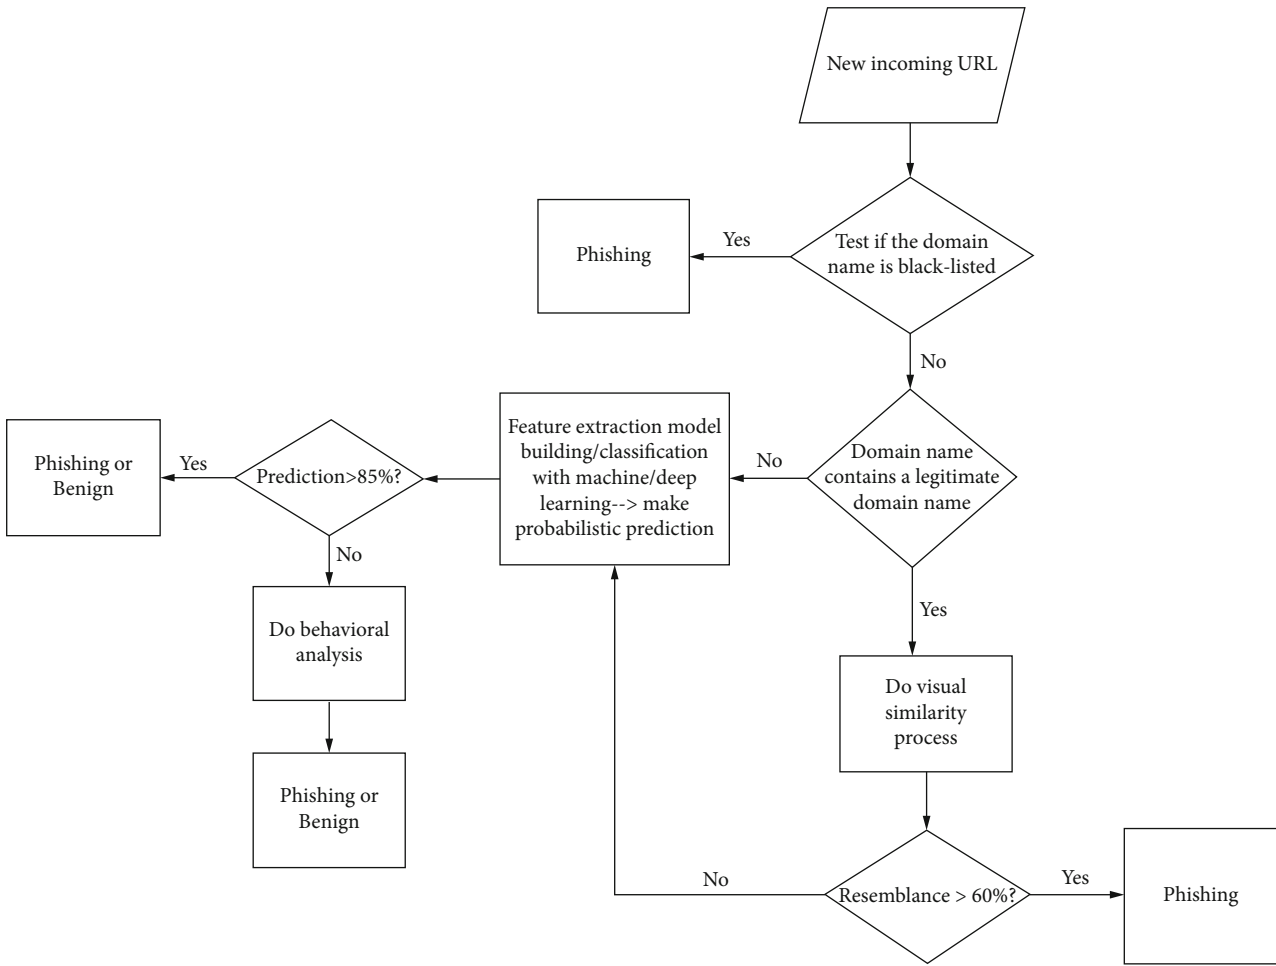 New incoming URL
Test if the domain
name is black-listed
Yes
Phishing
No
Domain name
contains a legitimate
domain name
No
Feature extraction model
building/classification
with machine/deep
learning--> make
probabilistic prediction
Prediction>85%?
Yes
Phishing or
Benign
No
Do behavioral
analysis
Phishing or
Benign
Yes
Do visual
similarity
process
Resemblance > 60%?
No
Yes
Phishing